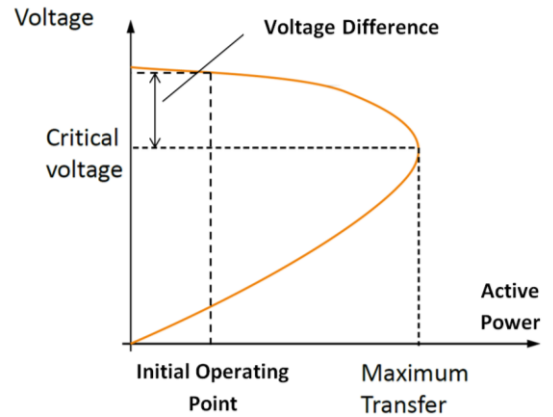 Voltage
Voltage Difference
Critical
voltage
Active
Power
Initial Operating
Point
Maximum
Transfer